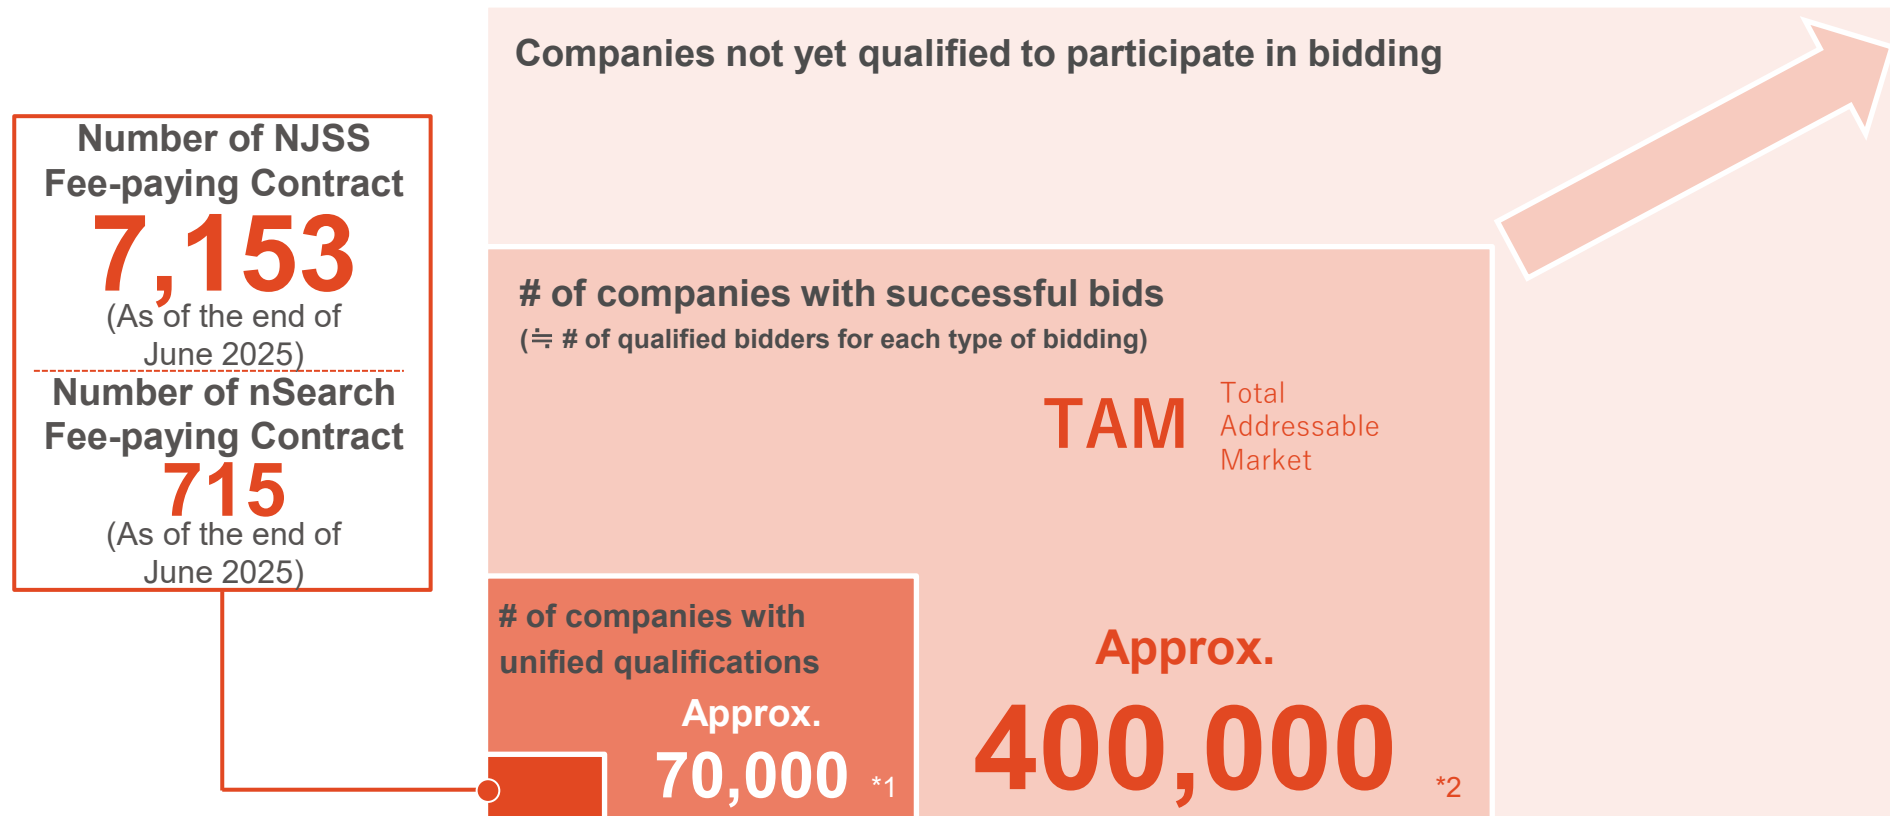 Number of NJSS
Fee-paying Contract
7,153
(As of the end of
June 2025)
Number of nSearch
Fee-paying Contract
715
(As of the end of
June 2025)
Companies not yet qualified to participate in bidding
# of companies with successful bids
(≒ # of qualified bidders for each type of bidding)
TAM
Total
Addressable
Market
Approx.
400,000 *2
# of companies with
unified qualifications
Approx.
70,000 *1